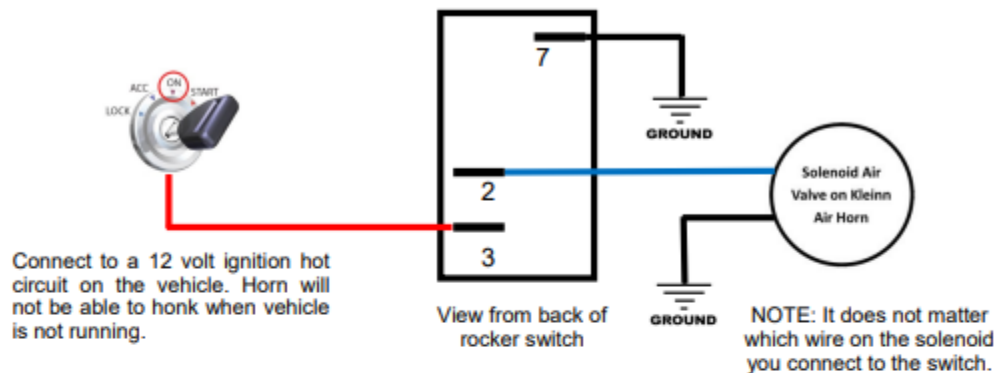 LOCK
ACC
ON
START
7
GROUND
2
3
Solenoid Air
Valve on Kleinn
Air Horn
GROUND
Connect to a 12 volt ignition hot
circuit on the vehicle. Horn will
not be able to honk when vehicle
is not running.
View from back of
rocker switch
NOTE: It does not matter
which wire on the solenoid
you connect to the switch.